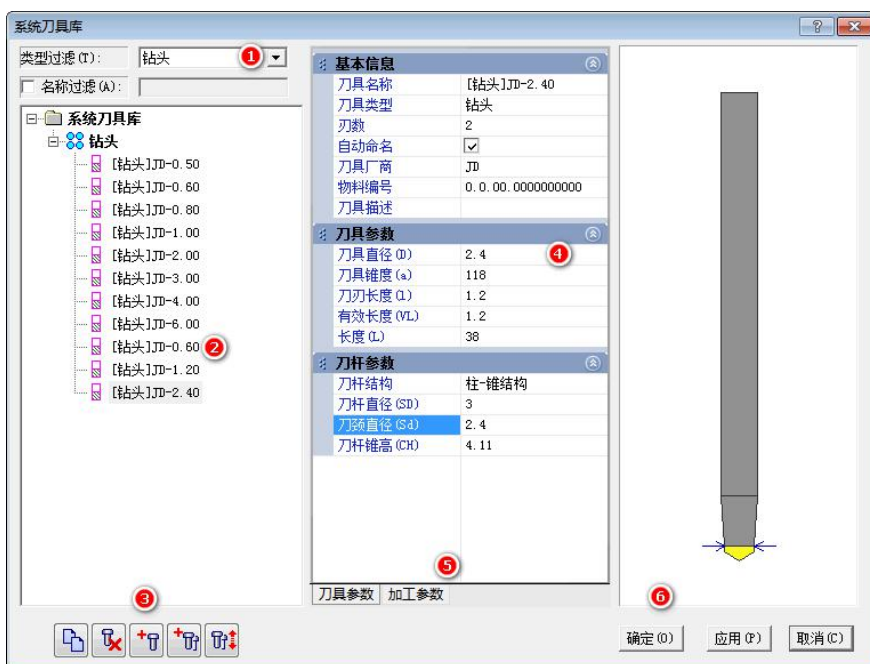 系统刀具库
类型过滤(T): 钻头 1
名称过滤(A):
系统刀具库
钻头
[钻头]JD-0.50
[钻头]JD-0.60
[钻头]JD-0.80
[钻头]JD-1.00
[钻头]JD-2.00
[钻头]JD-3.00
[钻头]JD-4.00
[钻头]JD-6.00
[钻头]JD-0.60 2
[钻头]JD-1.20
[钻头]JD-2.40
3
基本信息
刀具名称 [钻头]JD-2.40
刀具类型 钻头
刃数 2
自动命名
刀具厂商 JD
物料编号 0.0.00.0000000000
刀具描述
刀具参数
刀具直径(D) 2.4 4
刀具锥度(a) 118
刀刃长度(l) 1.2
有效长度(VL) 1.2
长度(L) 38
刀杆参数
刀杆结构 柱-锥结构
刀杆直径(SD) 3
刀颈直径(Sd) 2.4
刀杆锥高(CH) 4.11
5
刀具参数 加工参数
6
确定(O) 应用(P) 取消(C)